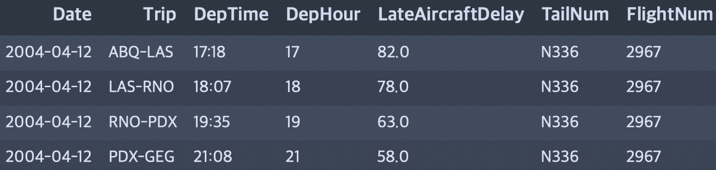 Date Trip DepTime DepHour LateAircraftDelay TailNum FlightNum
2004-04-12 ABQ-LAS 17:18 17 82.0 N336 2967
2004-04-12 LAS-RNO 18:07 18 78.0 N336 2967
2004-04-12 RNO-PDX 19:35 19 63.0 N336 2967
2004-04-12 PDX-GEG 21:08 21 58.0 N336 2967